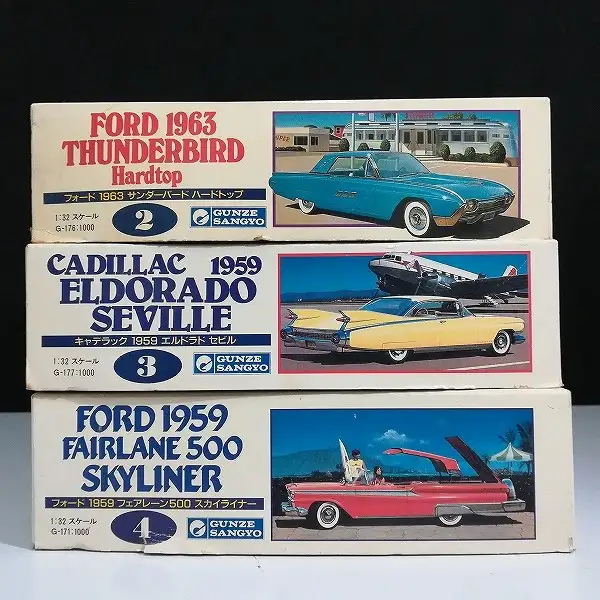 FORD 1963
THUNDERBIRD
Hardtop
フォード 1963 サンダーバード ハードトップ
1:32 スケール
G-176:1000
2
GUNZE
SANGYO
CADILLAC 1959
ELDORADO
SEVILLE
キャデラック 1959 エルドラド セビル
1:32 スケール
G-177:1000
3
GUNZE
SANGYO
FORD 1959
FAIRLANE 500
SKYLINER
フォード 1959 フェアレーン500 スカイライナー
1:32 スケール
G-171:1000
4
GUNZE
SANGYO